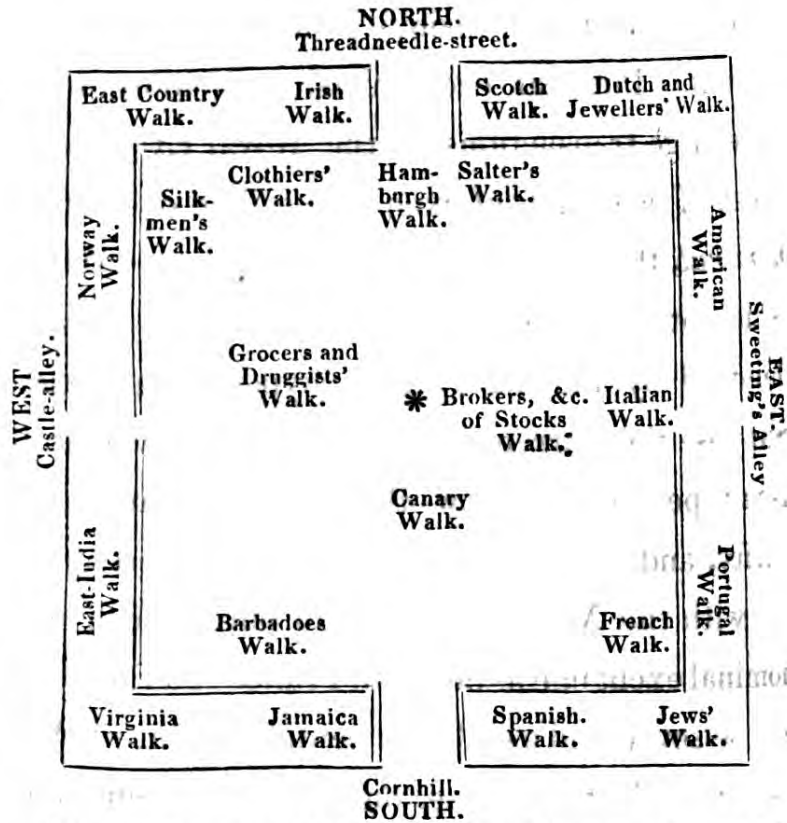 NORTH.
Threadneedle-street.
East Country
Walk.
Irish
Walk.
Scotch
Walk.
Dutch and
Jewellers' Walk.
Clothiers'
Walk.
Ham-
burgh
Walk.
Salter's
Walk.
Silk-
men's
Walk.
Norway
Walk.
American
Walk.
WEST
Castle-alley.
Grocers and
Druggists'
Walk.
* Brokers, &c.
of Stocks
Walk.
Italian
Walk.
EAST.
Sweeting's Alley
Canary
Walk.
East-India
Walk.
Portugal
Walk.
Barbadoes
Walk.
French
Walk.
Virginia
Walk.
Jamaica
Walk.
Spanish.
Walk.
Jews'
Walk.
Cornhill.
SOUTH.